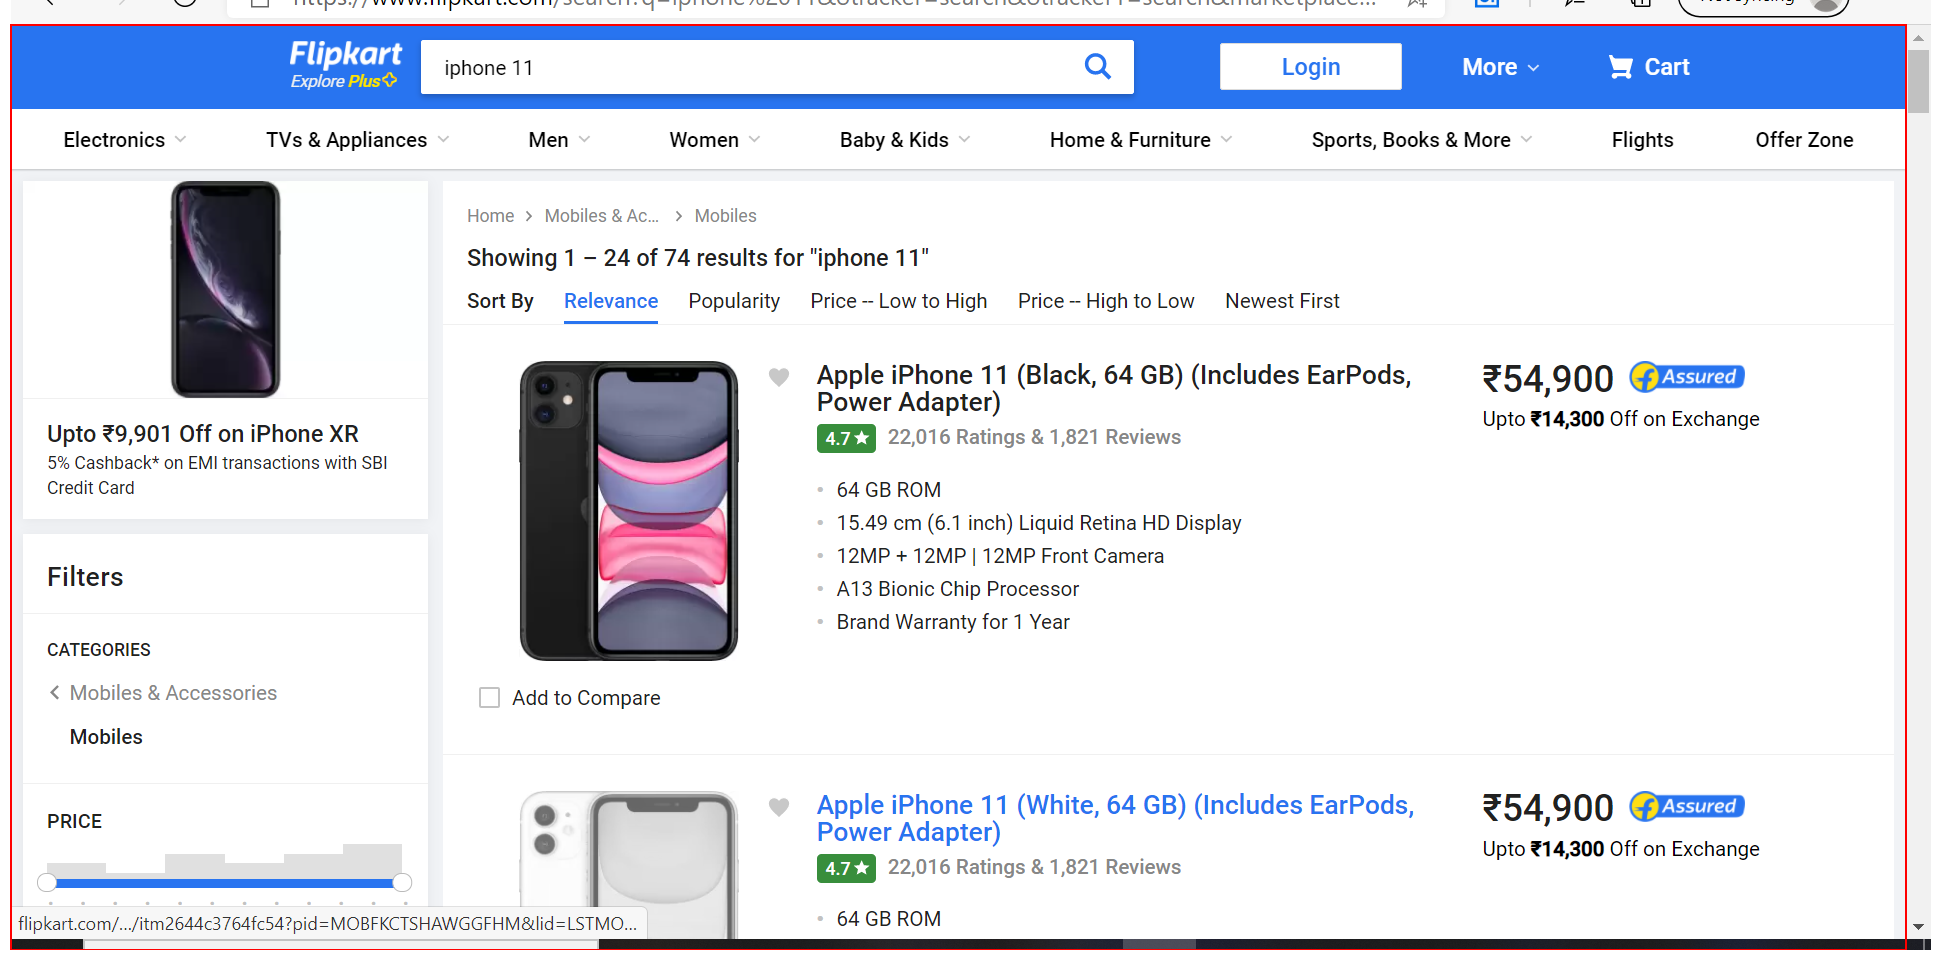 Flipkart
Explore Plus
iphone 11
Login
More
Cart
Electronics
TVs & Appliances
Men
Women
Baby & Kids
Home & Furniture
Sports, Books & More
Flights
Offer Zone
Upto ₹9,901 Off on iPhone XR
5% Cashback* on EMI transactions with SBI
Credit Card
Filters
CATEGORIES
Mobiles & Accessories
Mobiles
PRICE
Home > Mobiles & Ac... > Mobiles
Showing 1 – 24 of 74 results for "iphone 11"
Sort By Relevance Popularity Price -- Low to High Price -- High to Low Newest First
Apple iPhone 11 (Black, 64 GB) (Includes EarPods,
Power Adapter)
4.7★ 22,016 Ratings & 1,821 Reviews
64 GB ROM
15.49 cm (6.1 inch) Liquid Retina HD Display
12MP + 12MP | 12MP Front Camera
A13 Bionic Chip Processor
Brand Warranty for 1 Year
₹54,900 Assured
Upto ₹14,300 Off on Exchange
Add to Compare
Apple iPhone 11 (White, 64 GB) (Includes EarPods,
Power Adapter)
4.7★ 22,016 Ratings & 1,821 Reviews
64 GB ROM
₹54,900 Assured
Upto ₹14,300 Off on Exchange
flipkart.com/.../itm2644c3764fc54?pid=MOBFKCTSHAWGGFHM&lid=LSTMO...